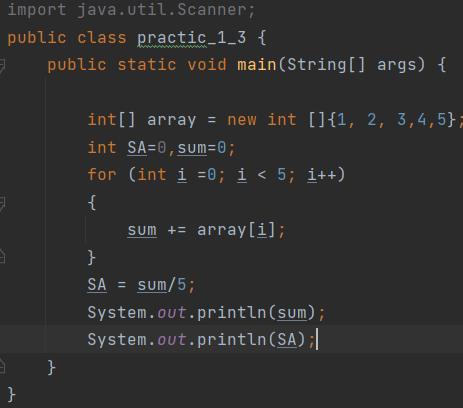 import java.util.Scanner;
public class practic_1_3 {
    public static void main(String[] args) {
        int[] array = new int []{1, 2, 3,4,5};
        int SA=0,sum=0;
        for (int i =0; i < 5; i++)
        {
            sum += array[i];
        }
        SA = sum/5;
        System.out.println(sum);
        System.out.println(SA);
    }
}